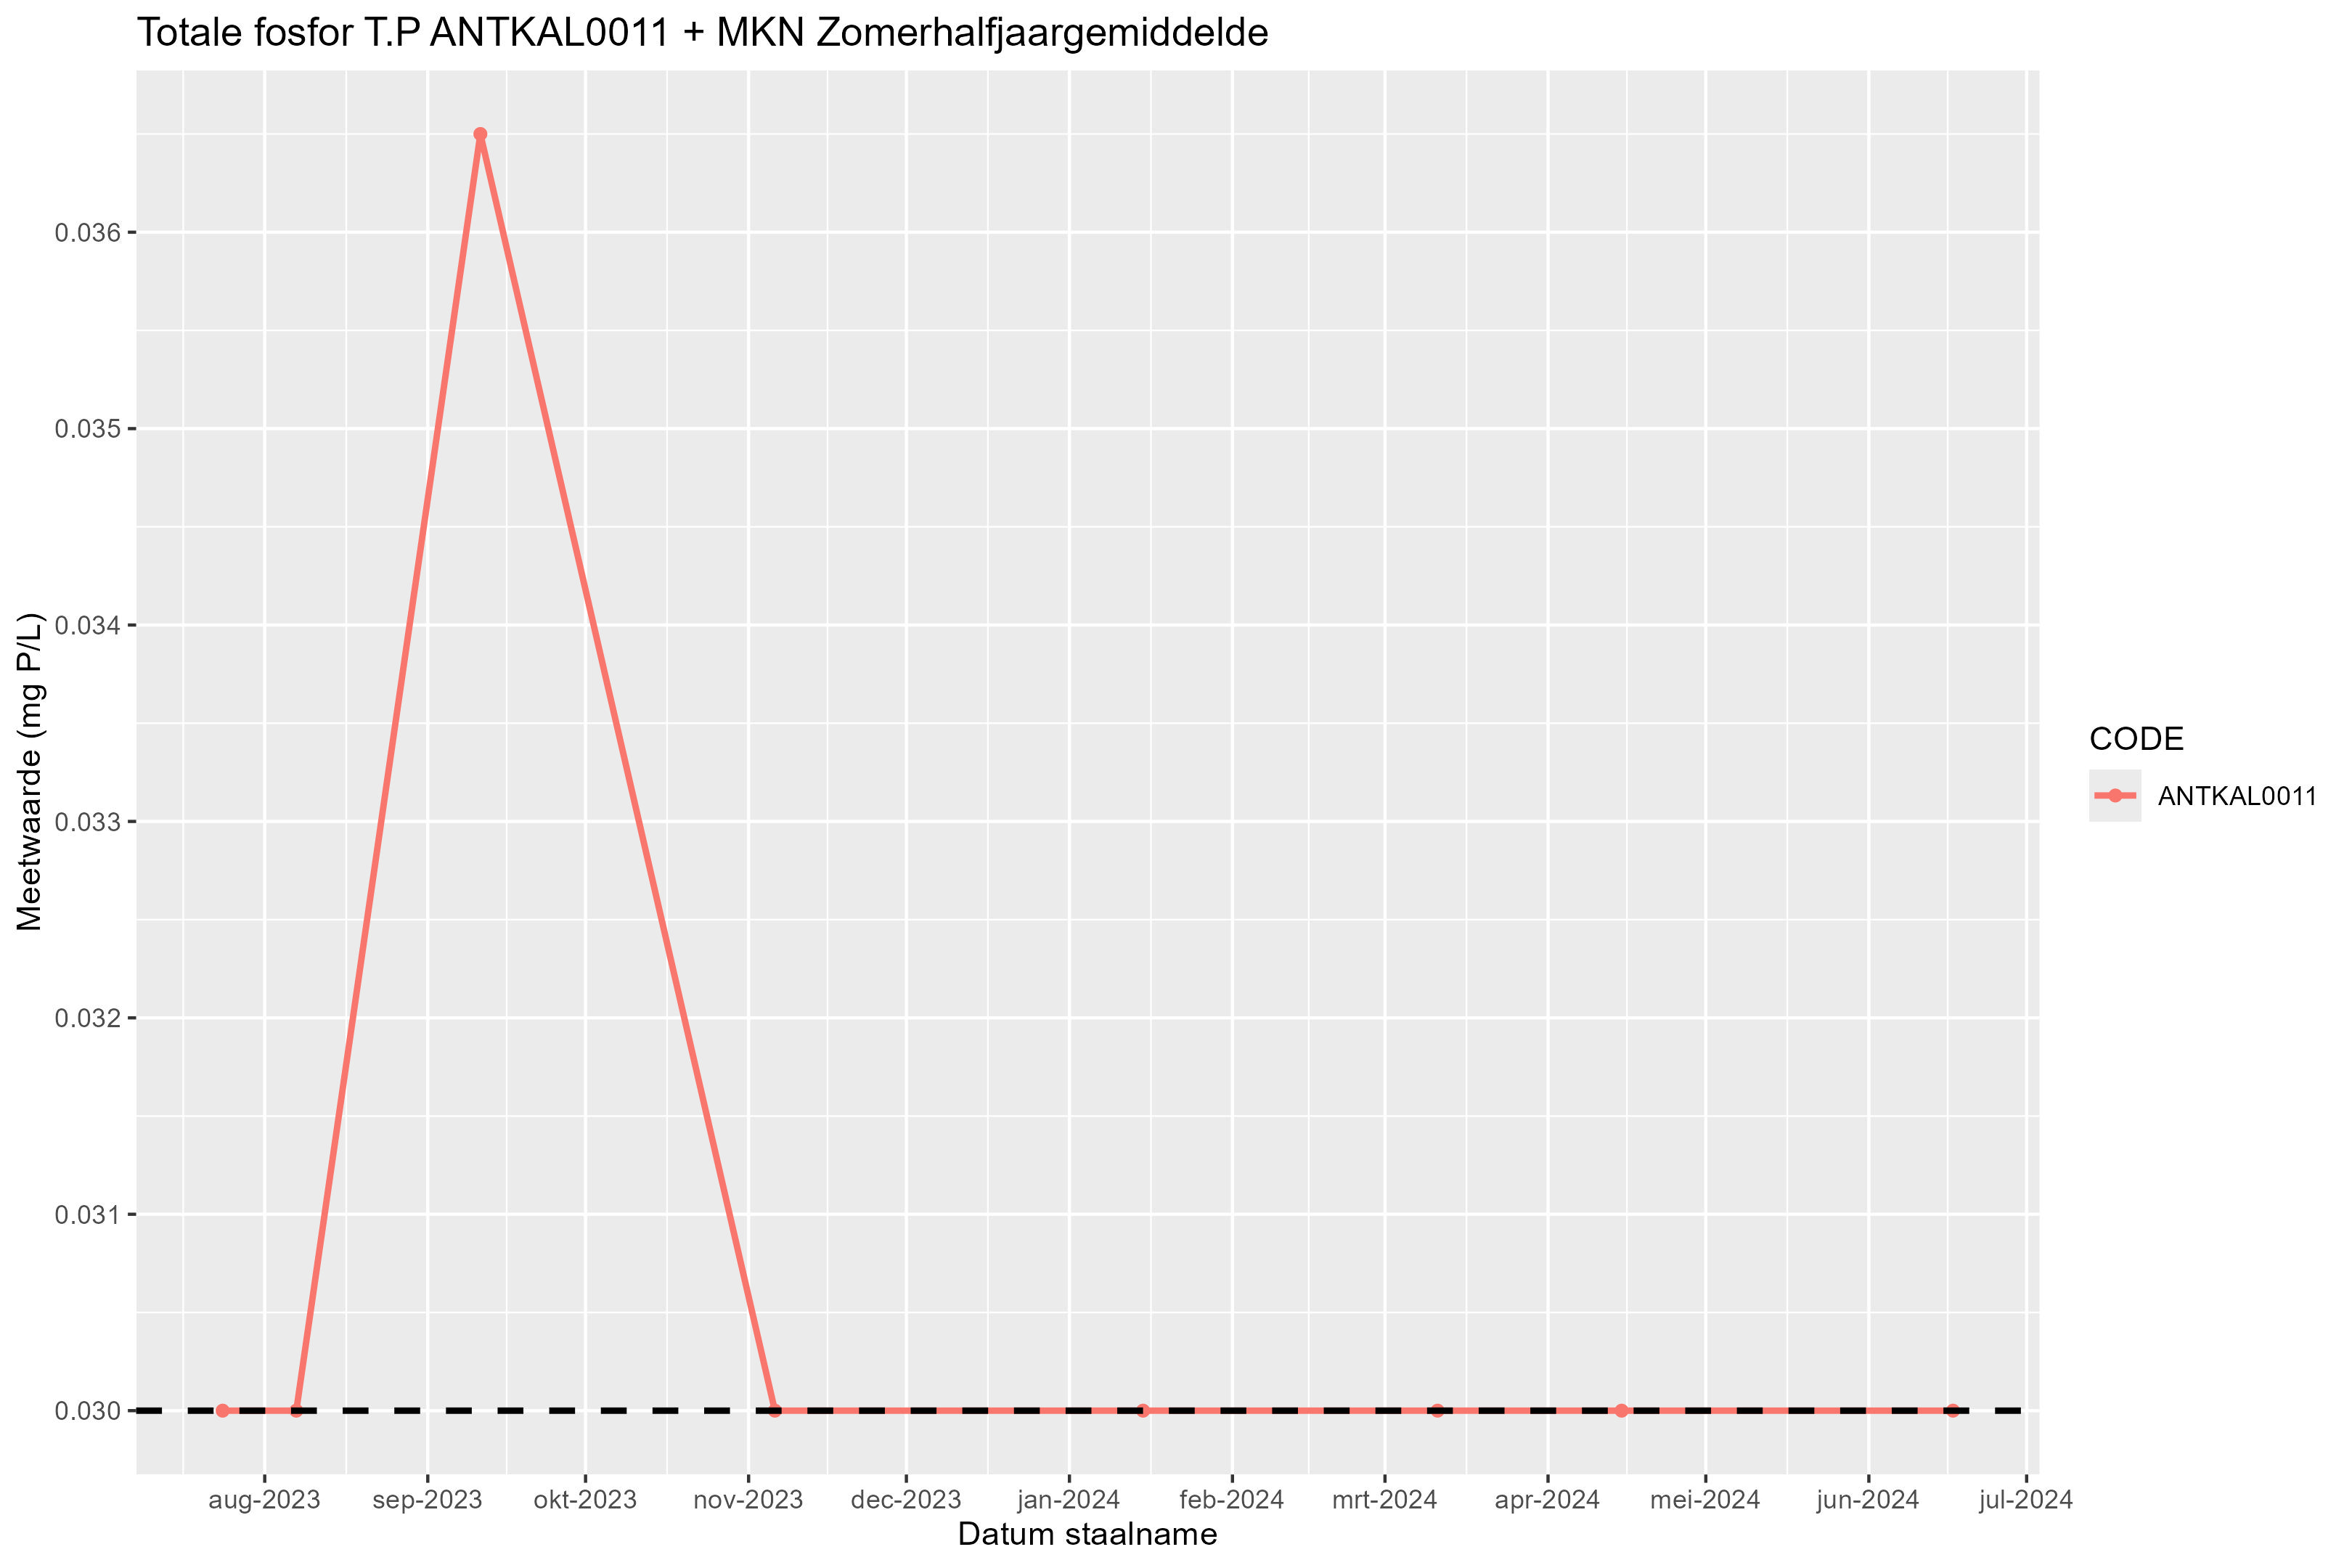 Totale fosfor T.P ANTKAL0011 + MKN Zomerhalfjaargemiddelde
Meetwaarde (mg P/L)
0.036
0.035
0.034
0.033
0.032
0.031
0.030
aug-2023 sep-2023 okt-2023 nov-2023 dec-2023 jan-2024 feb-2024 mrt-2024 apr-2024 mei-2024 jun-2024 jul-2024
Datum staalname
CODE
ANTKAL0011